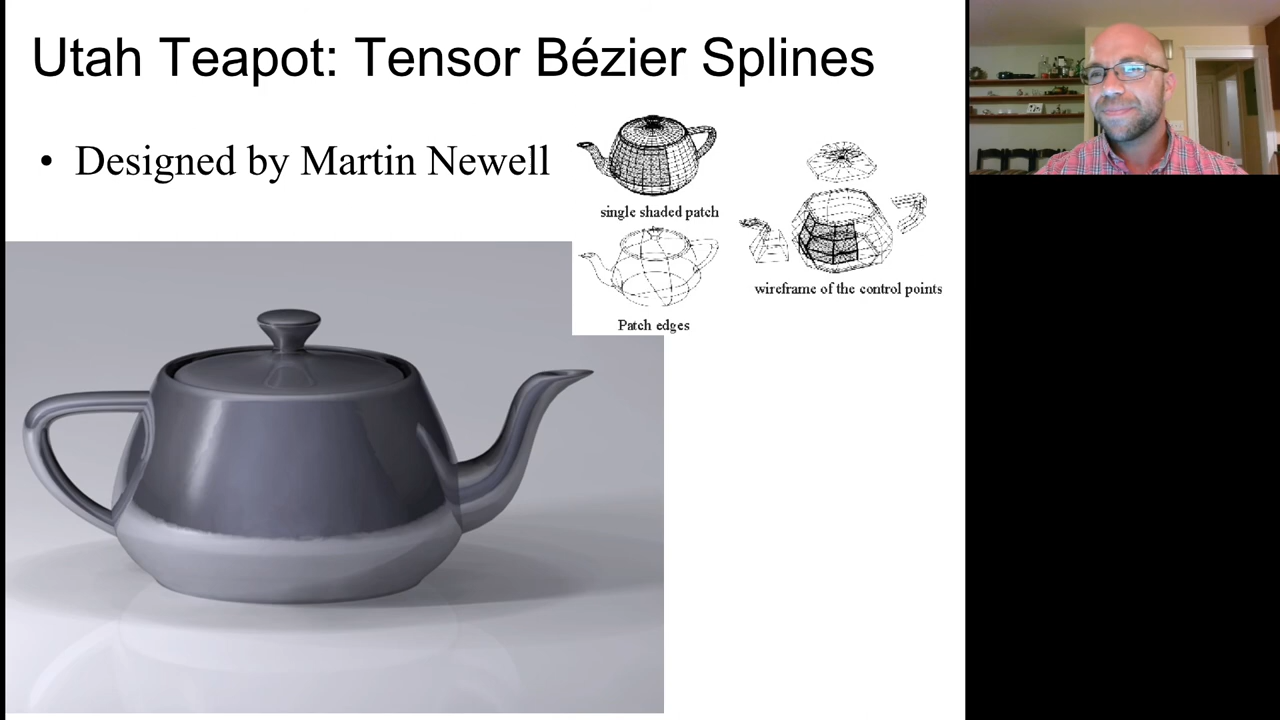 Utah Teapot: Tensor Bézier Splines
• Designed by Martin Newell
single shaded patch
wireframe of the control points
Patch edges